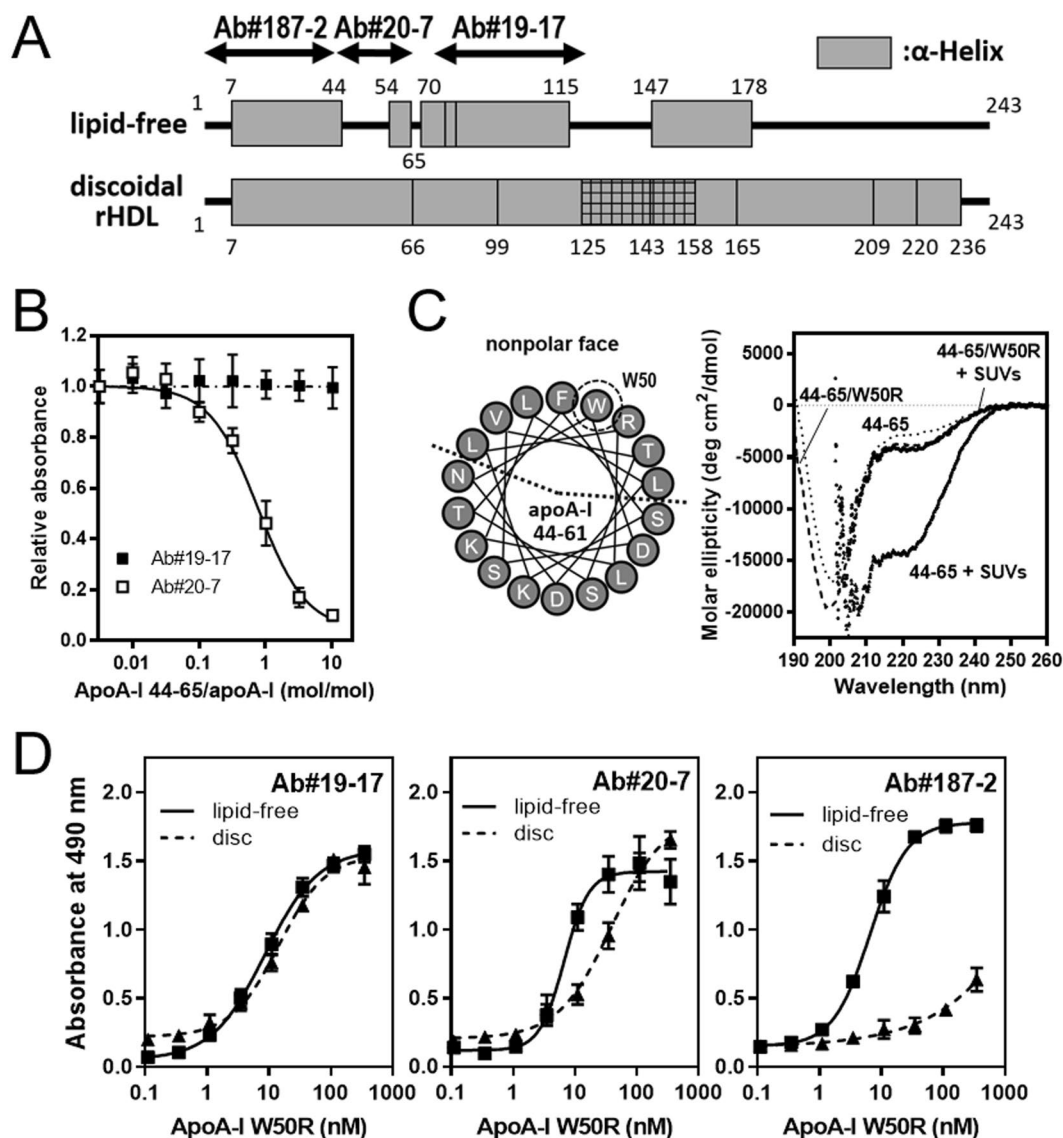 A
Ab#187-2 Ab#20-7 Ab#19-17
:α-Helix
7 44 54 70 115 147 178
1 243
lipid-free
65
discoidal
rHDL
1 243
7 66 99 125 143 158 165 209 220 236
B
Relative absorbance
1.2
1.0
0.8
0.6
0.4
0.2
0.0
Ab#19-17
Ab#20-7
0.01 0.1 1 10
ApoA-I 44-65/apoA-I (mol/mol)
C
nonpolar face
W50
L F W R T L S D L S D K S K T N L V
apoA-I
44-61
Molar ellipticity (deg cm²/dmol)
5000
0
-5000
-10000
-15000
-20000
44-65/W50R
+ SUVs
44-65/W50R
44-65
44-65 + SUVs
190 200 210 220 230 240 250 260
Wavelength (nm)
D
Absorbance at 490 nm
Ab#19-17
lipid-free
disc
2.0
1.5
1.0
0.5
0.0
0.1 1 10 100 1000
ApoA-I W50R (nM)
Ab#20-7
lipid-free
disc
2.0
1.5
1.0
0.5
0.0
0.1 1 10 100 1000
ApoA-I W50R (nM)
Ab#187-2
lipid-free
disc
2.0
1.5
1.0
0.5
0.0
0.1 1 10 100 1000
ApoA-I W50R (nM)